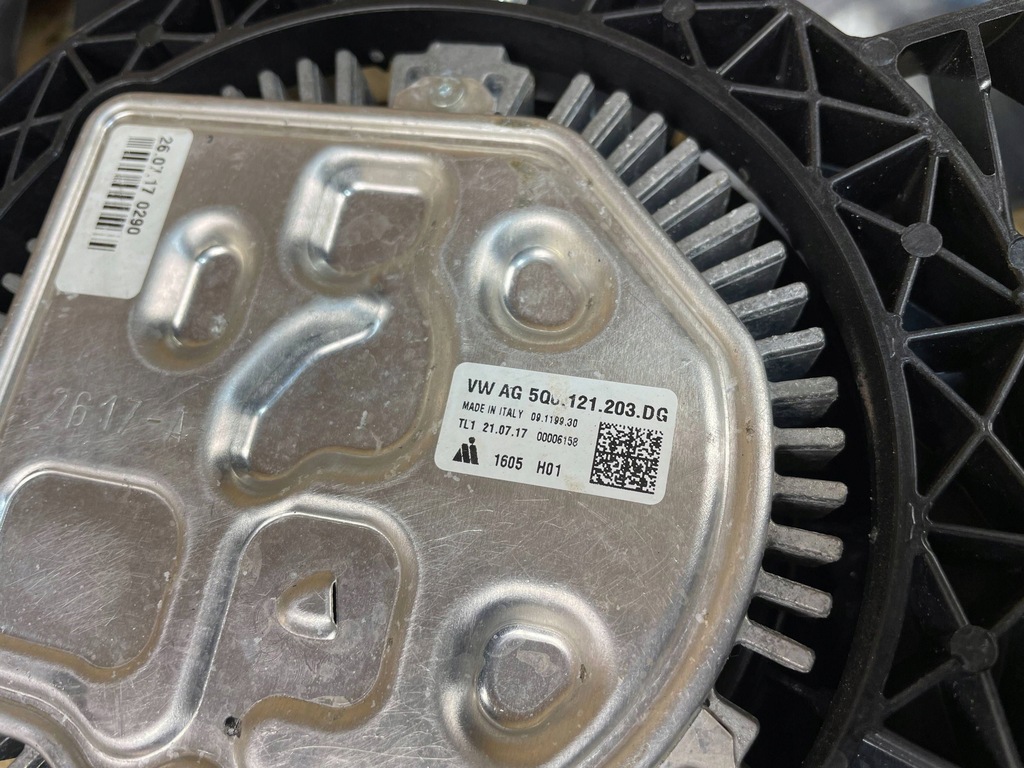 26.07.17 0290
2617-A
VW AG 5Q0.121.203.DG
MADE IN ITALY 09.1199.30
TL1 21.07.17 00006158
1605 H01